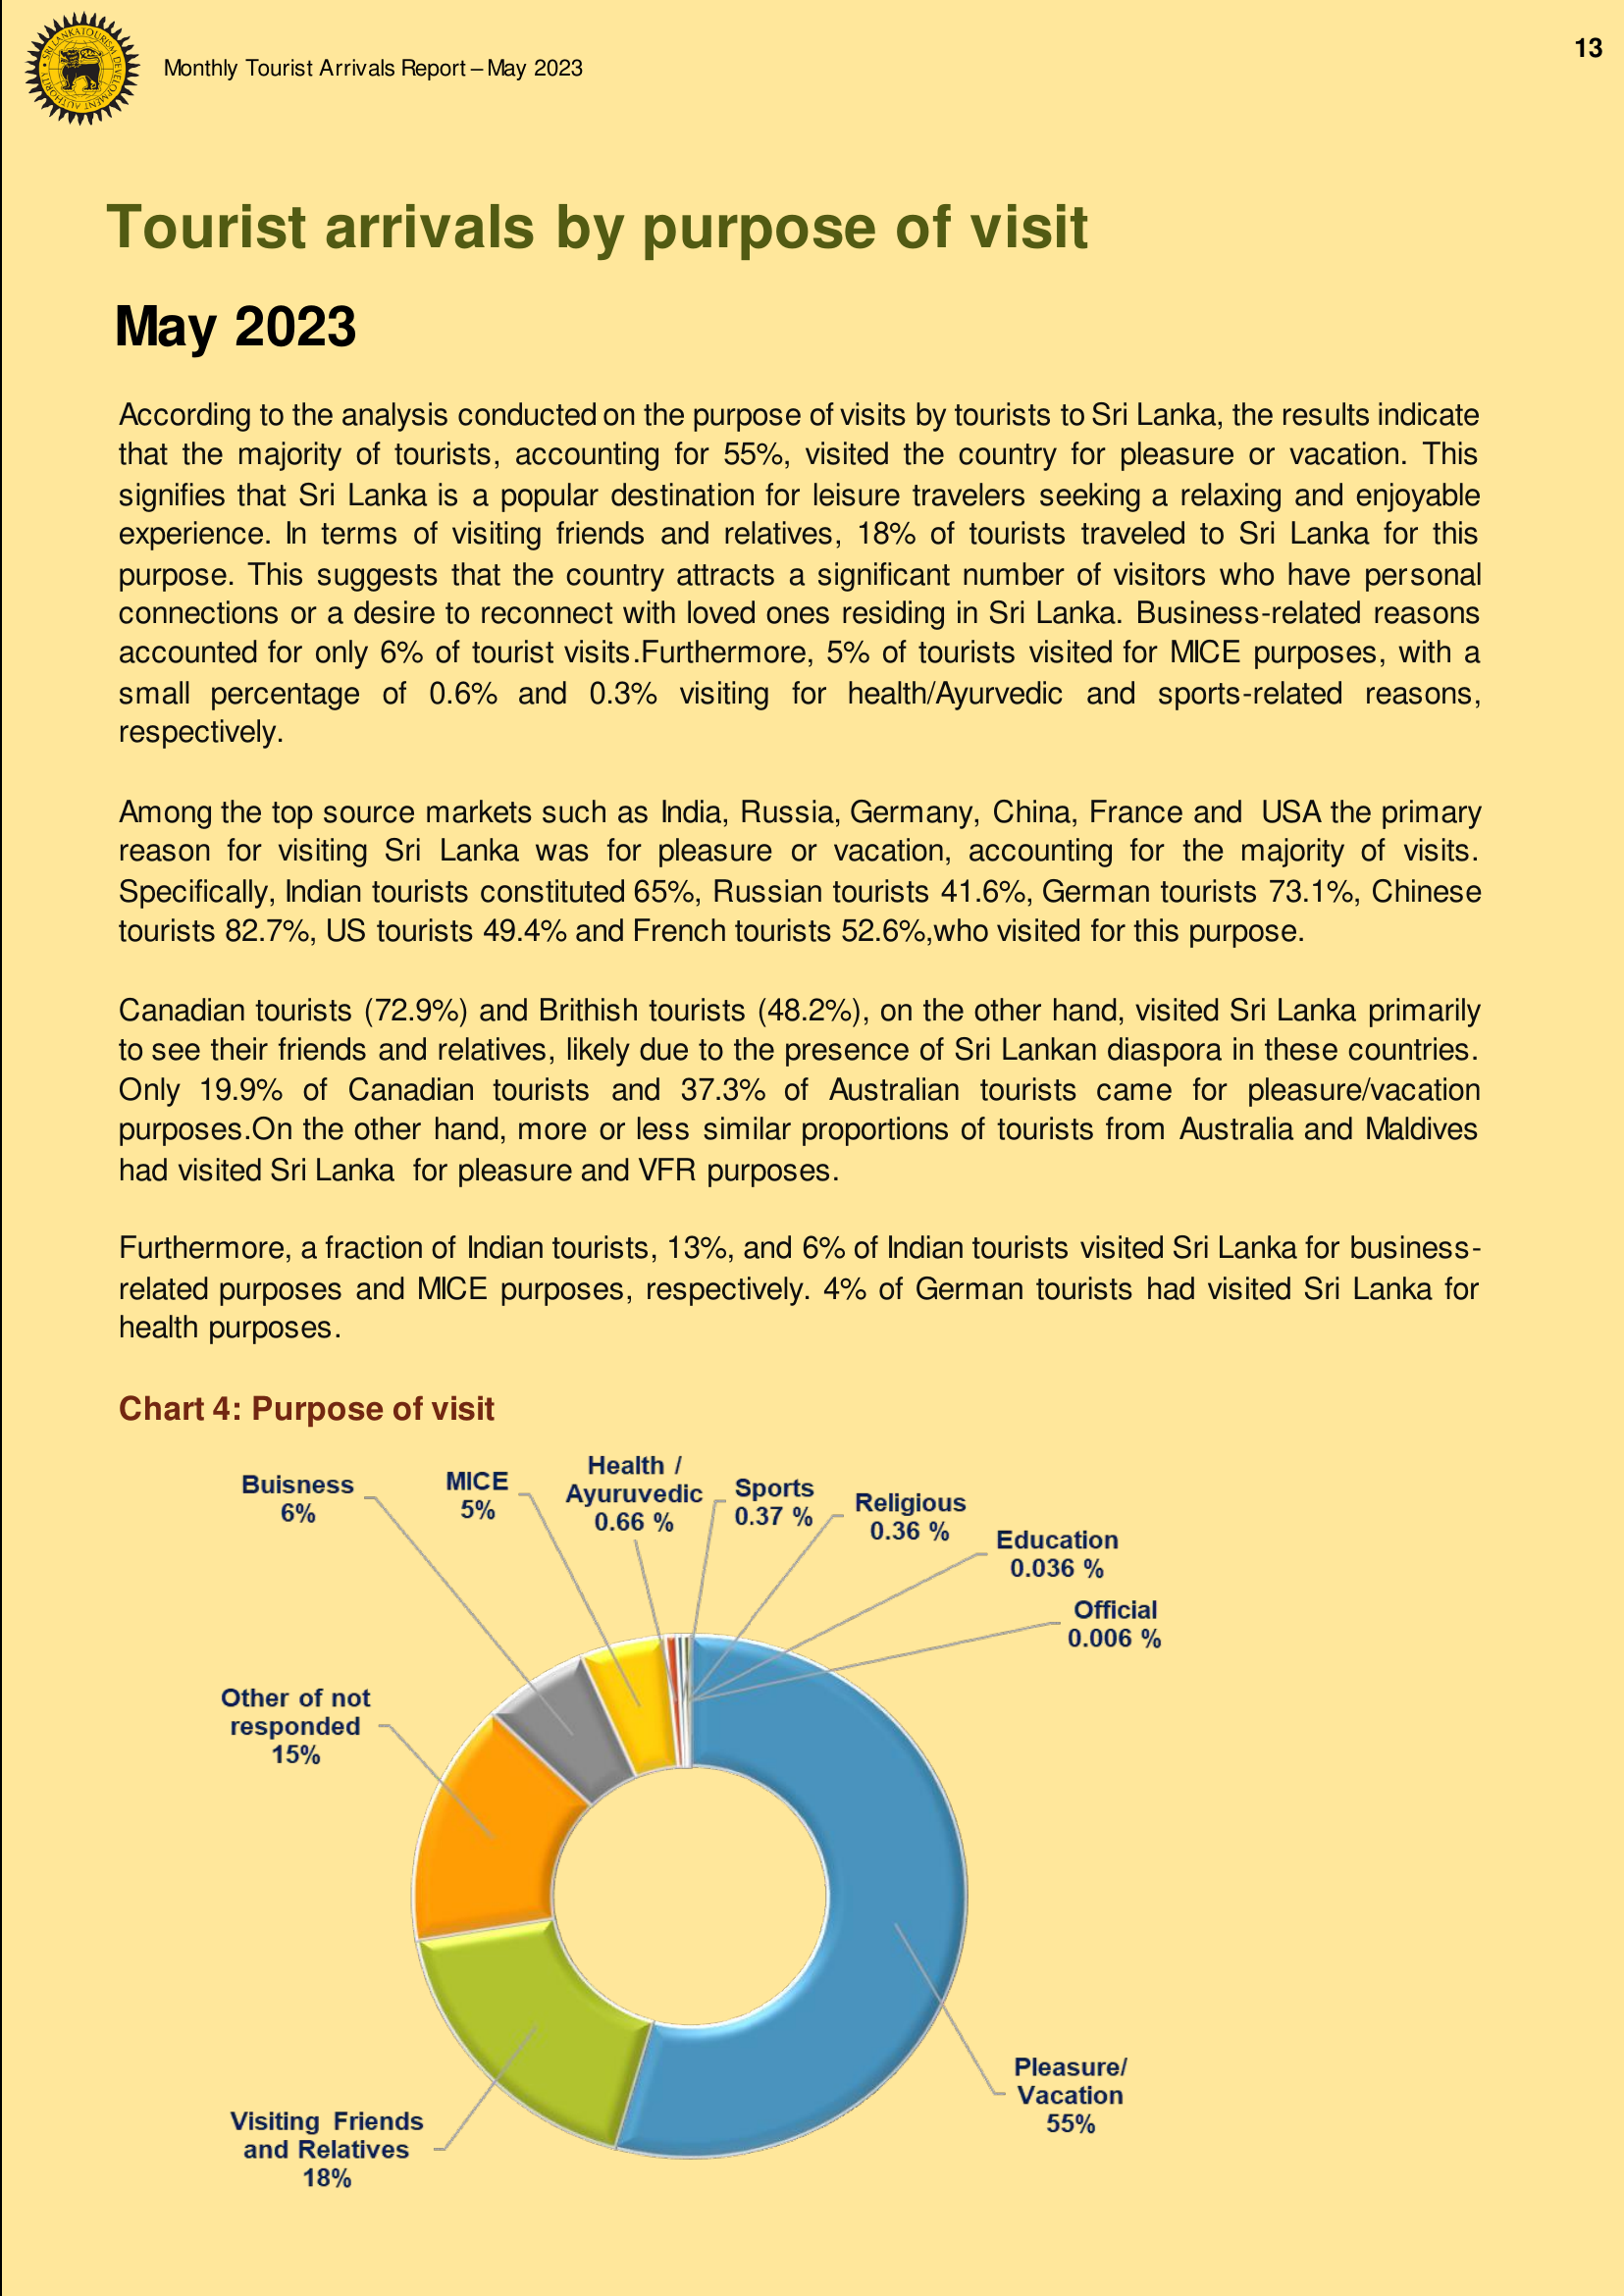 SRI LANKA TOURISM DEVELOPMENT AUTHORITY
Monthly Tourist Arrivals Report – May 2023
13
Tourist arrivals by purpose of visit
May 2023
According to the analysis conducted on the purpose of visits by tourists to Sri Lanka, the results indicate
that the majority of tourists, accounting for 55%, visited the country for pleasure or vacation. This
signifies that Sri Lanka is a popular destination for leisure travelers seeking a relaxing and enjoyable
experience. In terms of visiting friends and relatives, 18% of tourists traveled to Sri Lanka for this
purpose. This suggests that the country attracts a significant number of visitors who have personal
connections or a desire to reconnect with loved ones residing in Sri Lanka. Business-related reasons
accounted for only 6% of tourist visits.Furthermore, 5% of tourists visited for MICE purposes, with a
small percentage of 0.6% and 0.3% visiting for health/Ayurvedic and sports-related reasons,
respectively.
Among the top source markets such as India, Russia, Germany, China, France and USA the primary
reason for visiting Sri Lanka was for pleasure or vacation, accounting for the majority of visits.
Specifically, Indian tourists constituted 65%, Russian tourists 41.6%, German tourists 73.1%, Chinese
tourists 82.7%, US tourists 49.4% and French tourists 52.6%,who visited for this purpose.
Canadian tourists (72.9%) and Brithish tourists (48.2%), on the other hand, visited Sri Lanka primarily
to see their friends and relatives, likely due to the presence of Sri Lankan diaspora in these countries.
Only 19.9% of Canadian tourists and 37.3% of Australian tourists came for pleasure/vacation
purposes.On the other hand, more or less similar proportions of tourists from Australia and Maldives
had visited Sri Lanka for pleasure and VFR purposes.
Furthermore, a fraction of Indian tourists, 13%, and 6% of Indian tourists visited Sri Lanka for business-
related purposes and MICE purposes, respectively. 4% of German tourists had visited Sri Lanka for
health purposes.
Chart 4: Purpose of visit
Buisness
6%
MICE
5%
Health /
Ayuruvedic
0.66 %
Sports
0.37 %
Religious
0.36 %
Education
0.036 %
Official
0.006 %
Other of not
responded
15%
Pleasure/
Vacation
55%
Visiting Friends
and Relatives
18%